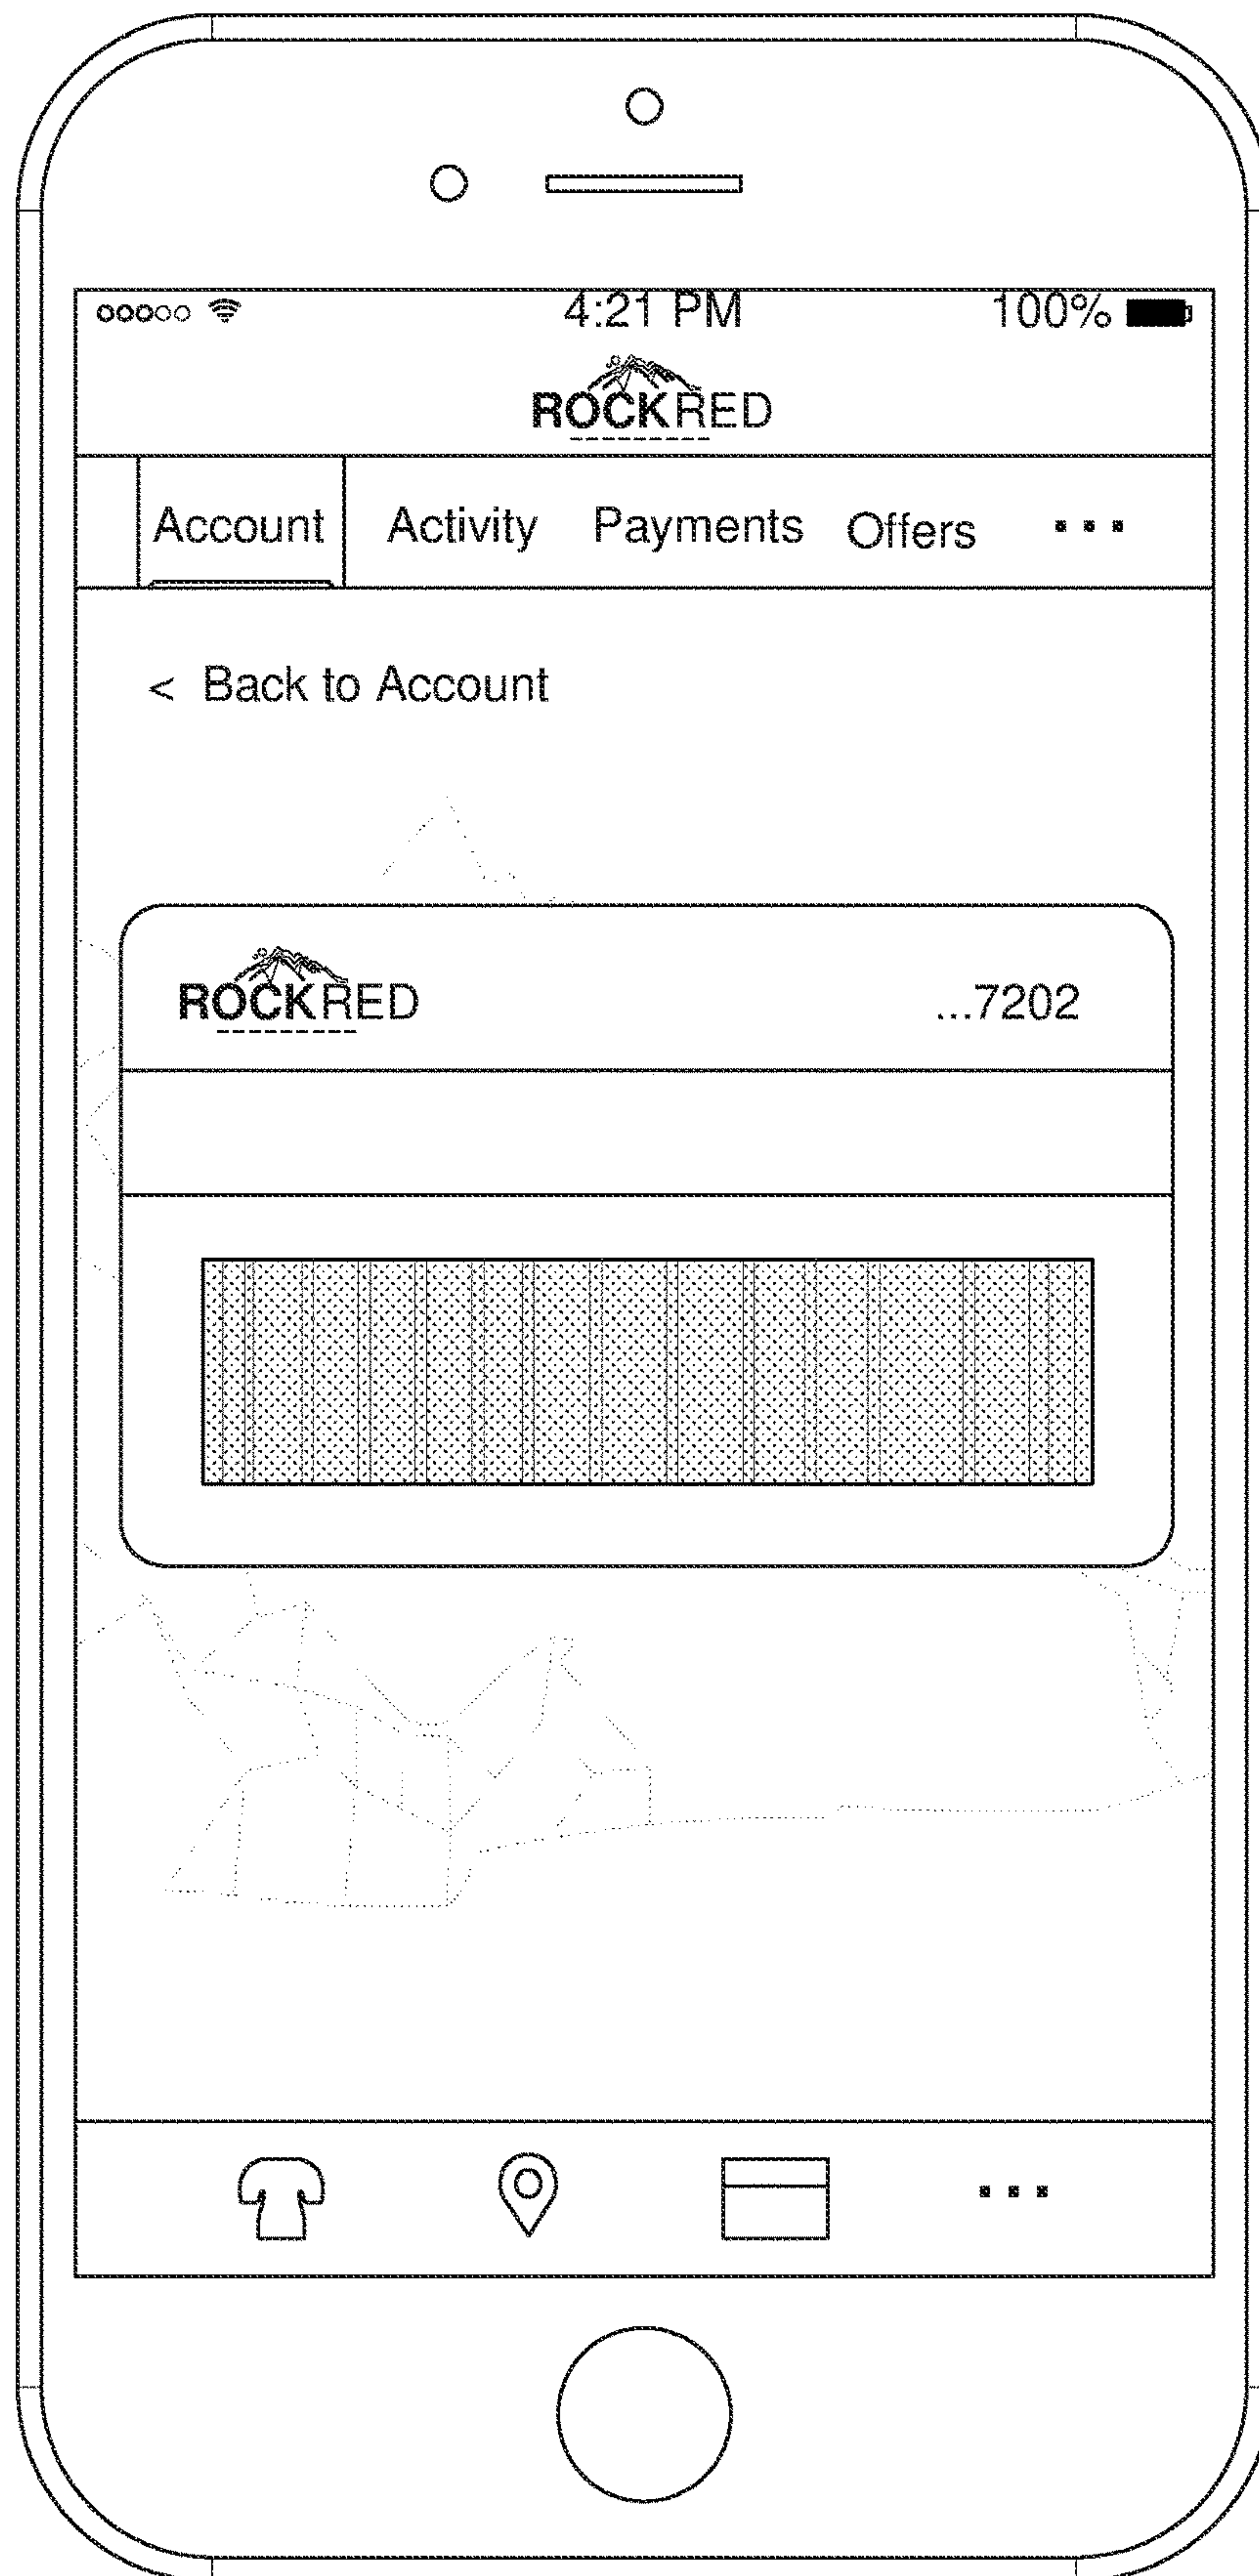 4:21 PM 100%
ROCKRED
Account Activity Payments Offers ...
< Back to Account
ROCKRED ...7202
...